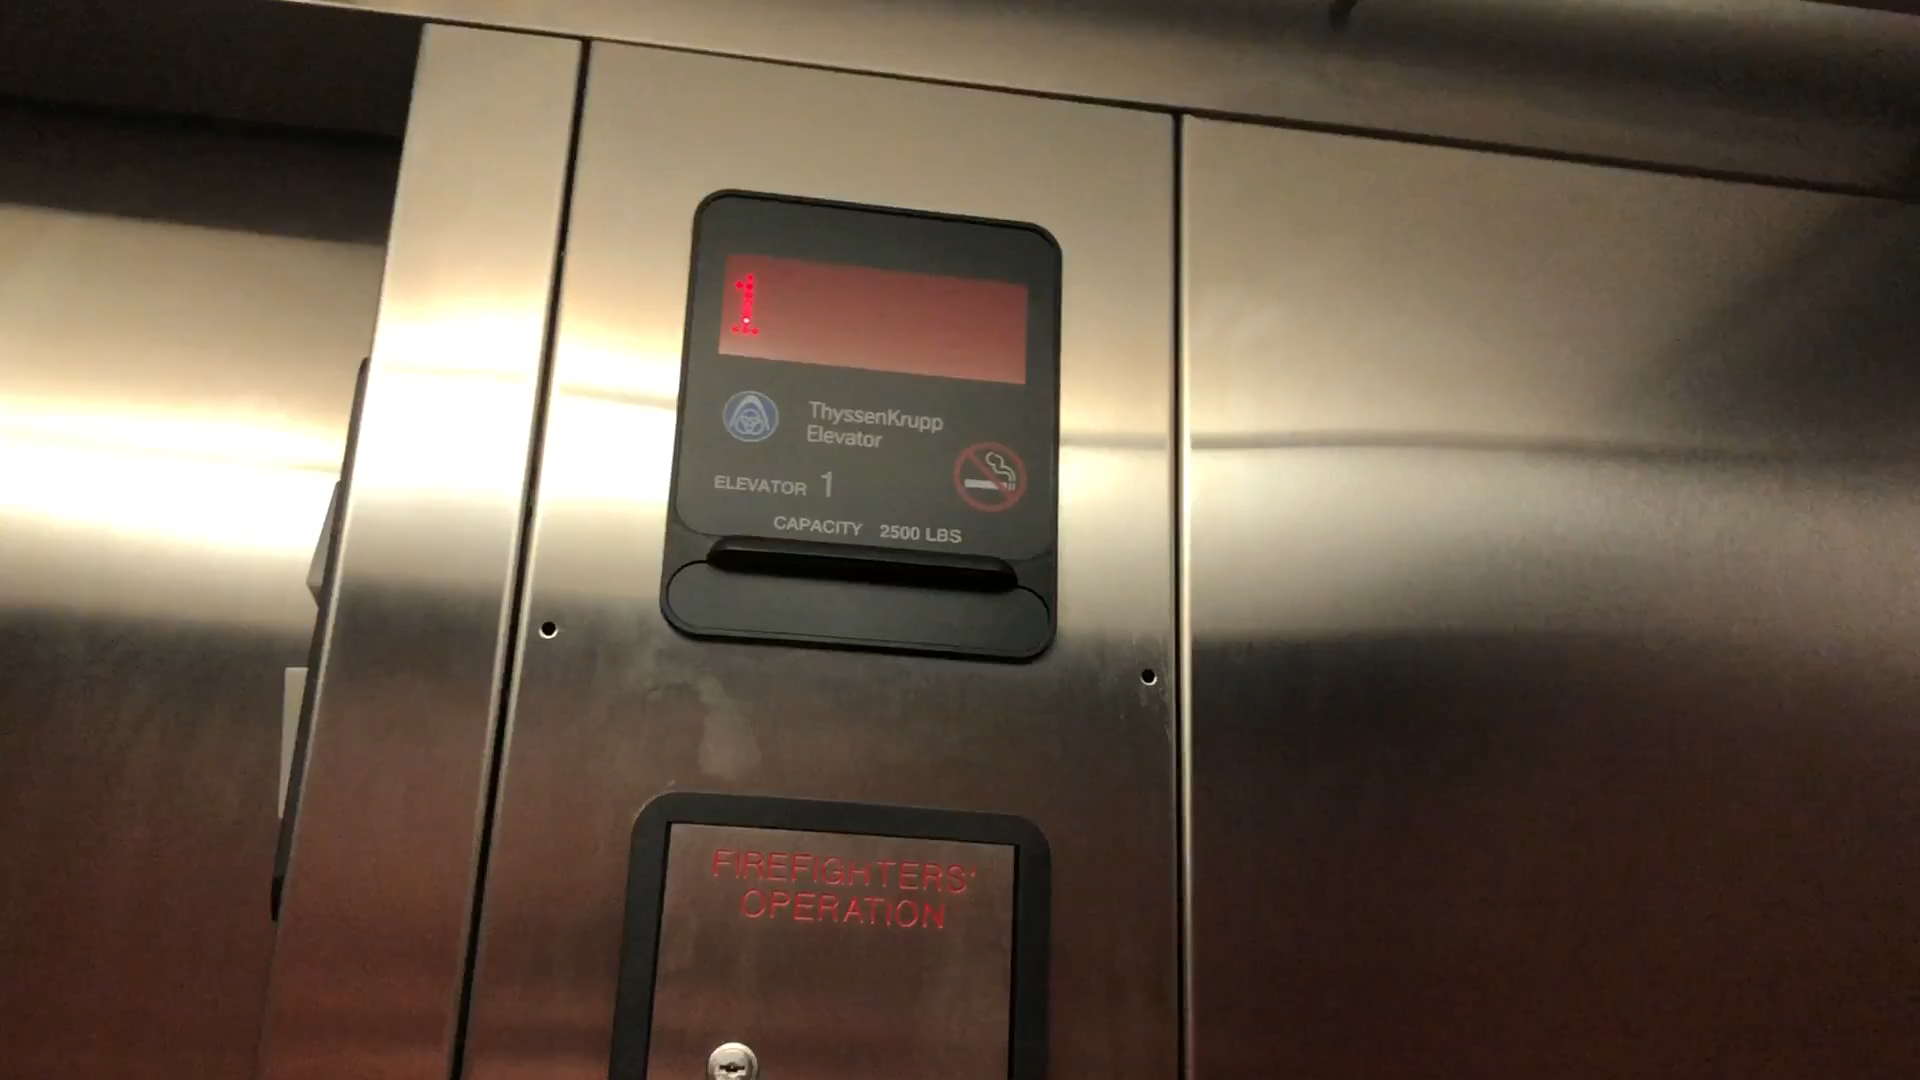 1
ThyssenKrupp
Elevator
ELEVATOR 1
CAPACITY 2500 LBS
FIREFIGHTERS'
OPERATION